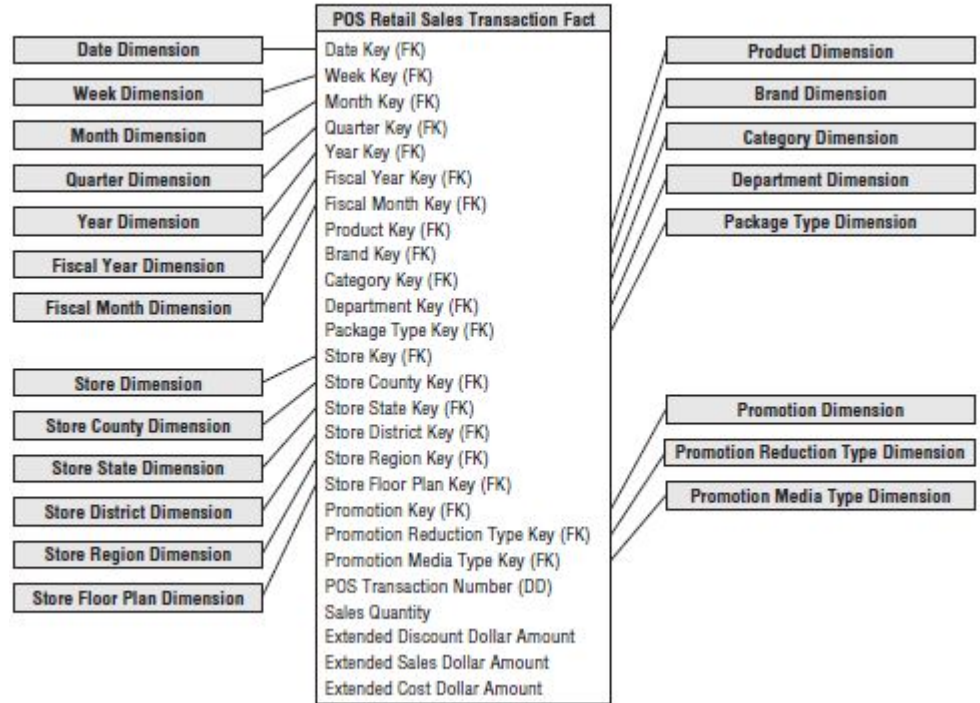 POS Retail Sales Transaction Fact
Date Key (FK)
Week Key (FK)
Month Key (FK)
Quarter Key (FK)
Year Key (FK)
Fiscal Year Key (FK)
Fiscal Month Key (FK)
Product Key (FK)
Brand Key (FK)
Category Key (FK)
Department Key (FK)
Package Type Key (FK)
Store Key (FK)
Store County Key (FK)
Store State Key (FK)
Store District Key (FK)
Store Region Key (FK)
Store Floor Plan Key (FK)
Promotion Key (FK)
Promotion Reduction Type Key (FK)
Promotion Media Type Key (FK)
POS Transaction Number (DD)
Sales Quantity
Extended Discount Dollar Amount
Extended Sales Dollar Amount
Extended Cost Dollar Amount
Date Dimension
Week Dimension
Month Dimension
Quarter Dimension
Year Dimension
Fiscal Year Dimension
Fiscal Month Dimension
Store Dimension
Store County Dimension
Store State Dimension
Store District Dimension
Store Region Dimension
Store Floor Plan Dimension
Product Dimension
Brand Dimension
Category Dimension
Department Dimension
Package Type Dimension
Promotion Dimension
Promotion Reduction Type Dimension
Promotion Media Type Dimension